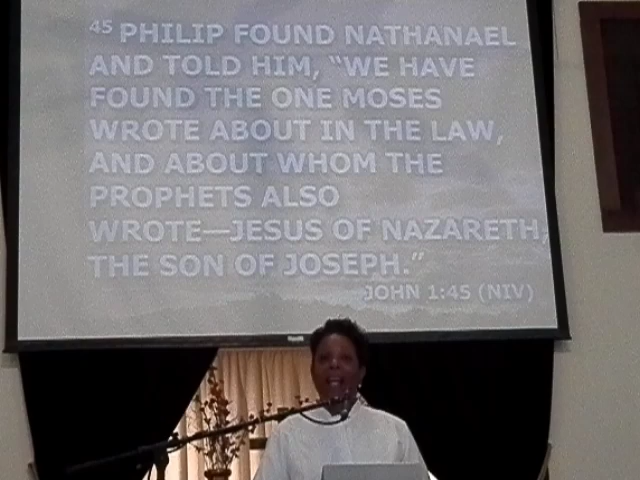 45 PHILIP FOUND NATHANAEL
AND TOLD HIM, “WE HAVE
FOUND THE ONE MOSES
WROTE ABOUT IN THE LAW,
AND ABOUT WHOM THE
PROPHETS ALSO
WROTE—JESUS OF NAZARETH,
THE SON OF JOSEPH.”
JOHN 1:45 (NIV)